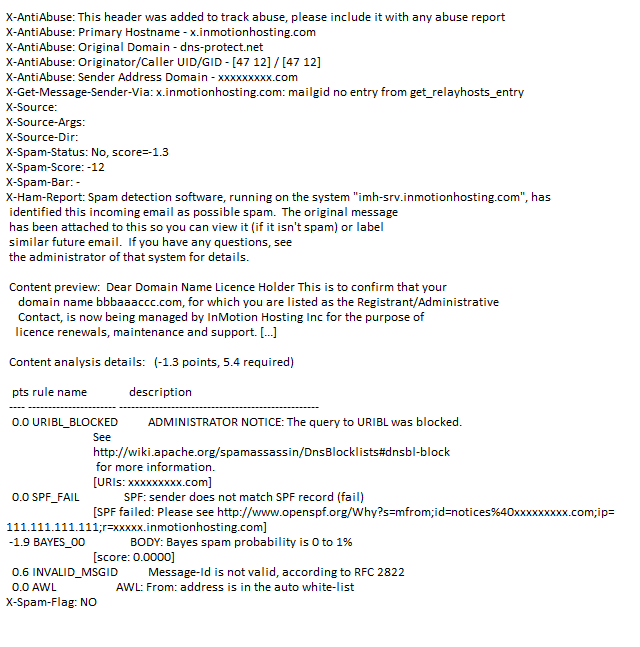 X-AntiAbuse: This header was added to track abuse, please include it with any abuse report
X-AntiAbuse: Primary Hostname - x.inmotionhosting.com
X-AntiAbuse: Original Domain - dns-protect.net
X-AntiAbuse: Originator/Caller UID/GID - [47 12] / [47 12]
X-AntiAbuse: Sender Address Domain - xxxxxxxxx.com
X-Get-Message-Sender-Via: x.inmotionhosting.com: mailgid no entry from get_relayhosts_entry
X-Source:
X-Source-Args:
X-Source-Dir:
X-Spam-Status: No, score=-1.3
X-Spam-Score: -12
X-Spam-Bar: -
X-Ham-Report: Spam detection software, running on the system "imh-srv.inmotionhosting.com", has
identified this incoming email as possible spam. The original message
has been attached to this so you can view it (if it isn't spam) or label
similar future email. If you have any questions, see
the administrator of that system for details.
Content preview: Dear Domain Name Licence Holder This is to confirm that your
domain name bbbaaaccc.com, for which you are listed as the Registrant/Administrative
Contact, is now being managed by InMotion Hosting Inc for the purpose of
licence renewals, maintenance and support. [...]
Content analysis details: (-1.3 points, 5.4 required)
pts rule name description
---- ---------------------- --------------------------------------------------
0.0 URIBL_BLOCKED ADMINISTRATOR NOTICE: The query to URIBL was blocked.
See
http://wiki.apache.org/spamassassin/DnsBlocklists#dnsbl-block
for more information.
[URIs: xxxxxxxxx.com]
0.0 SPF_FAIL SPF: sender does not match SPF record (fail)
[SPF failed: Please see http://www.openspf.org/Why?s=mfrom;id=notices%40xxxxxxxxx.com;ip=
111.111.111.111;r=xxxxx.inmotionhosting.com]
-1.9 BAYES_00 BODY: Bayes spam probability is 0 to 1%
[score: 0.0000]
0.6 INVALID_MSGID Message-Id is not valid, according to RFC 2822
0.0 AWL AWL: From: address is in the auto white-list
X-Spam-Flag: NO